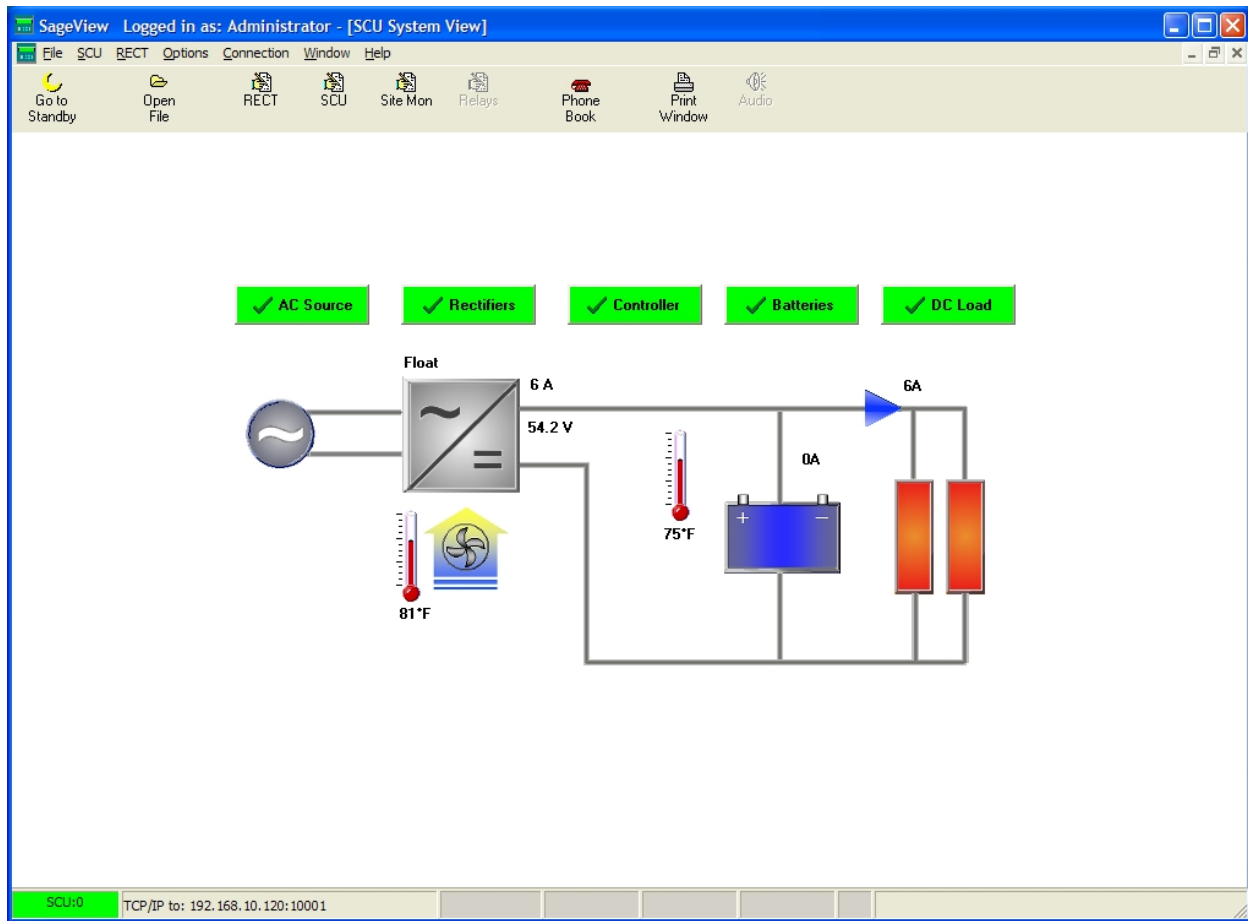 SageView Logged in as: Administrator - [SCU System View]
File SCU RECT Options Connection Window Help
Go to Standby
Open File
RECT
SCU
Site Mon
Relays
Phone Book
Print Window
Audio
AC Source
Rectifiers
Controller
Batteries
DC Load
Float
6 A
6A
54.2 V
0A
+ −
75°F
81°F
SCU:0
TCP/IP to: 192.168.10.120:10001